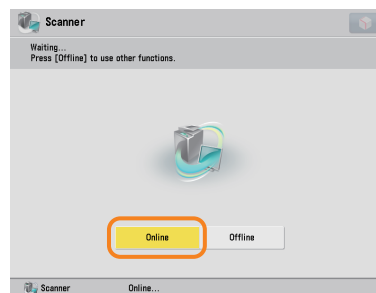 Scanner
Waiting...
Press [Offline] to use other functions.
Online
Offline
Scanner
Online...